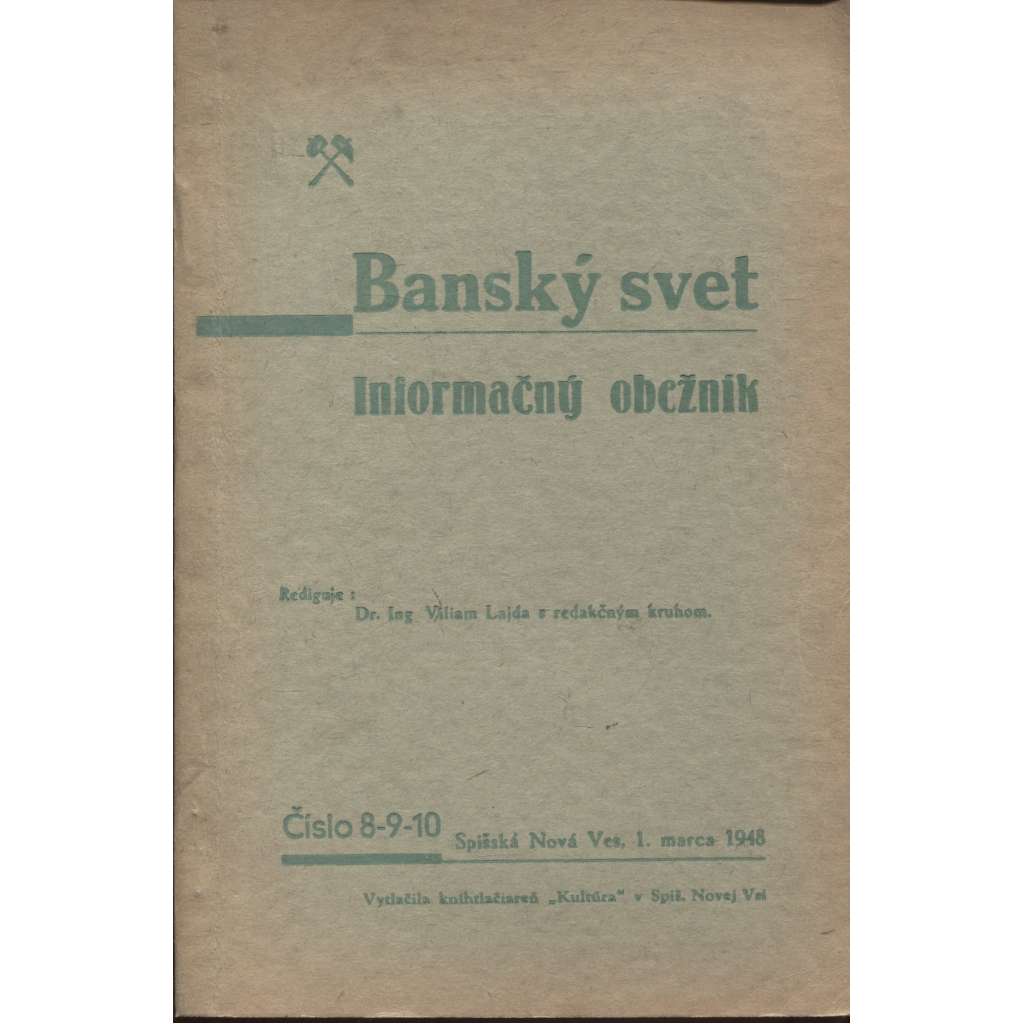 Banský svet
Informačný obežník
Rediguje :
Dr. Ing Viliam Lajda s redakčným kruhom.
Číslo 8-9-10
Spišská Nová Ves, 1. marca 1948
Vytlačila kníhtlačiareň „Kultúra" v Spiš. Novej Vsi